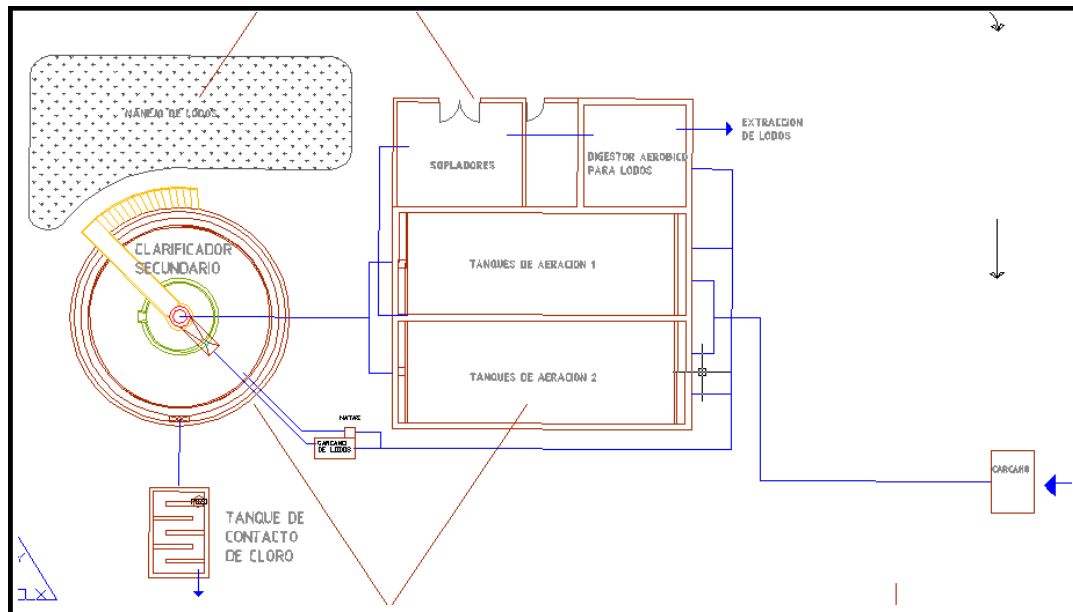 MANEJO DE LODOS
SOPLADORES
DIGESTOR AEROBICO
PARA LODOS
EXTRACCION
DE LODOS
CLARIFICADOR
SECUNDARIO
TANQUES DE AERACION 1
TANQUES DE AERACION 2
NATAS
CARCAMO
DE LODOS
CARCAMO
TANQUE DE
CONTACTO
DE CLORO